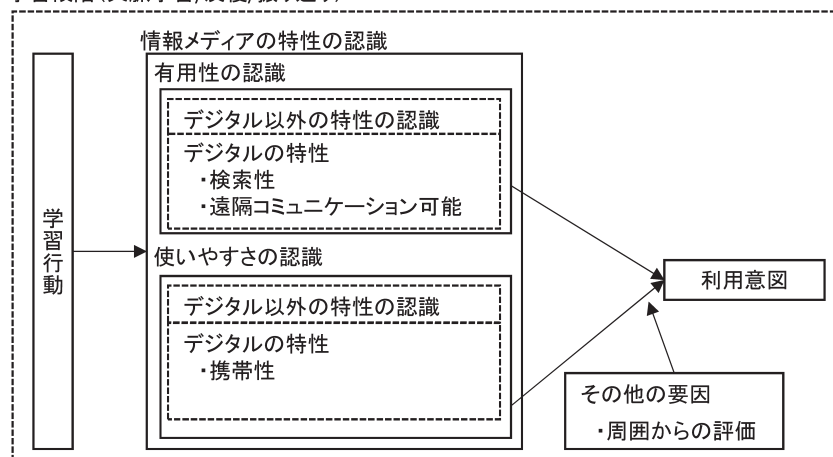 情報メディアの特性の認識
有用性の認識
デジタル以外の特性の認識
デジタルの特性
・検索性
・遠隔コミュニケーション可能
学習行動
使いやすさの認識
デジタル以外の特性の認識
デジタルの特性
・携帯性
利用意図
その他の要因
・周囲からの評価